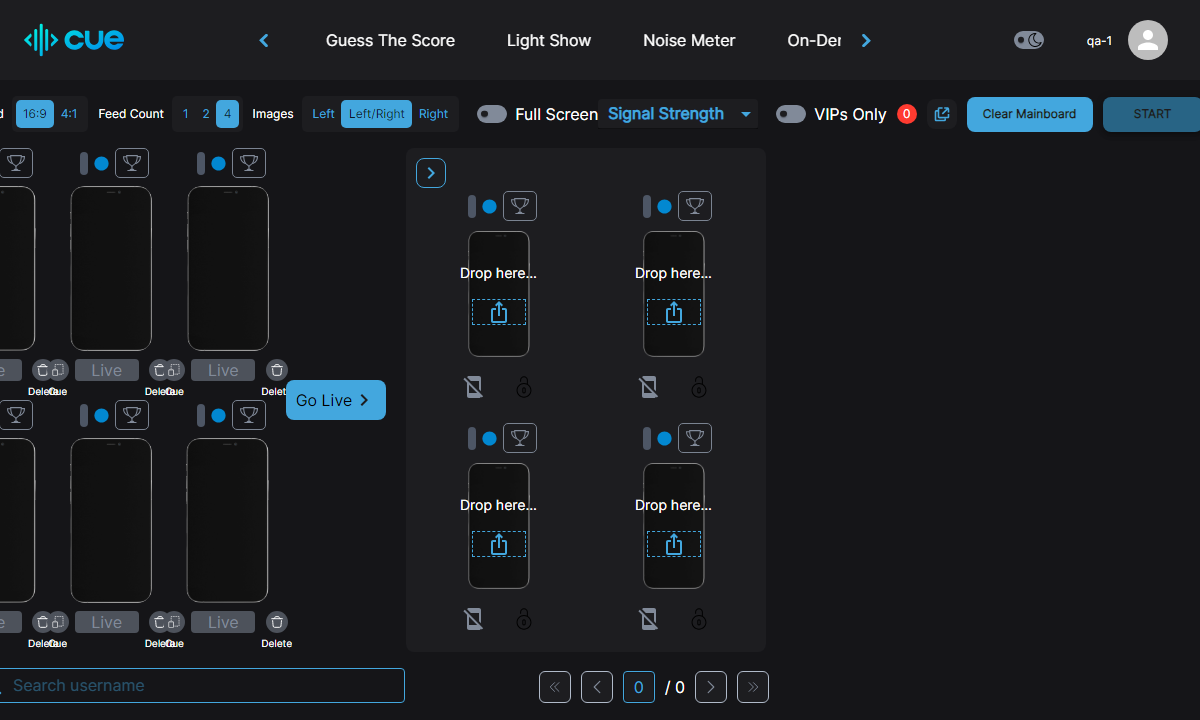 cue
Guess The Score
Light Show
Noise Meter
On-Der
qa-1
16:9
4:1
Feed Count
1
2
4
Images
Left
Left/Right
Right
Full Screen
Signal Strength
VIPs Only
0
Clear Mainboard
START
Drop here...
Drop here...
Live
Live
Delete
Cue
Delete
Cue
Delete
Go Live
Drop here...
Drop here...
Live
Live
Delete
Cue
Delete
Cue
Delete
Search username
0
/ 0